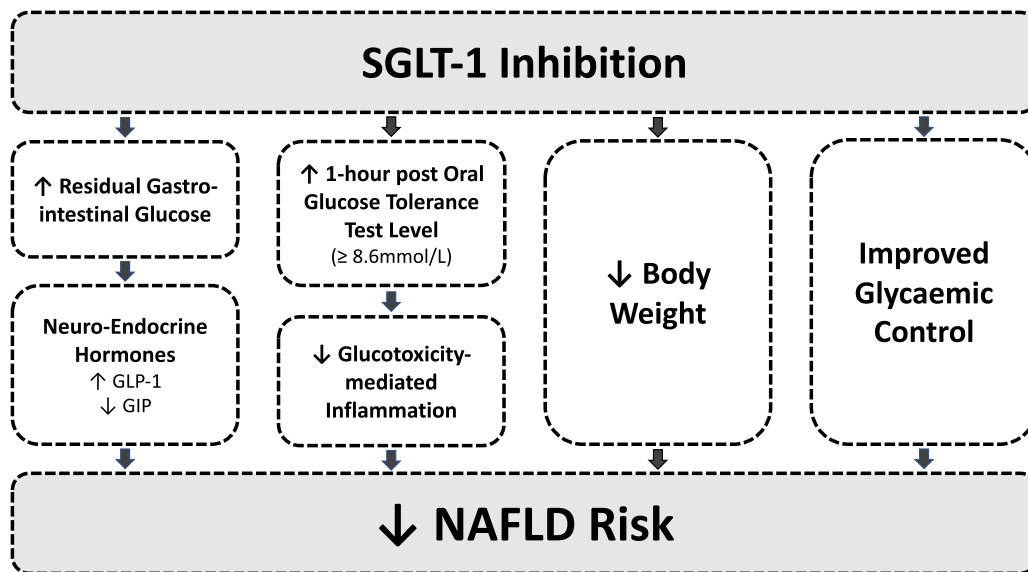 SGLT-1 Inhibition
↑ Residual Gastro-
intestinal Glucose
Neuro-Endocrine
Hormones
↑ GLP-1
↓ GIP
↑ 1-hour post Oral
Glucose Tolerance
Test Level
(≥ 8.6mmol/L)
↓ Glucotoxicity-
mediated
Inflammation
↓ Body
Weight
Improved
Glycaemic
Control
↓ NAFLD Risk